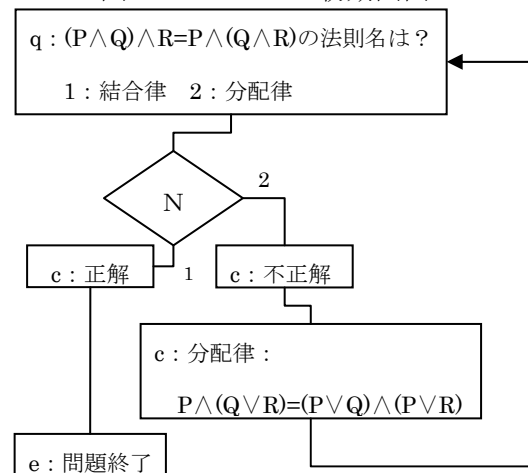 q：(P∧Q)∧R=P∧(Q∧R)の法則名は？
1：結合律　2：分配律
N
2
1
c：正解
c：不正解
c：分配律：
P∧(Q∨R)=(P∨Q)∧(P∨R)
e：問題終了